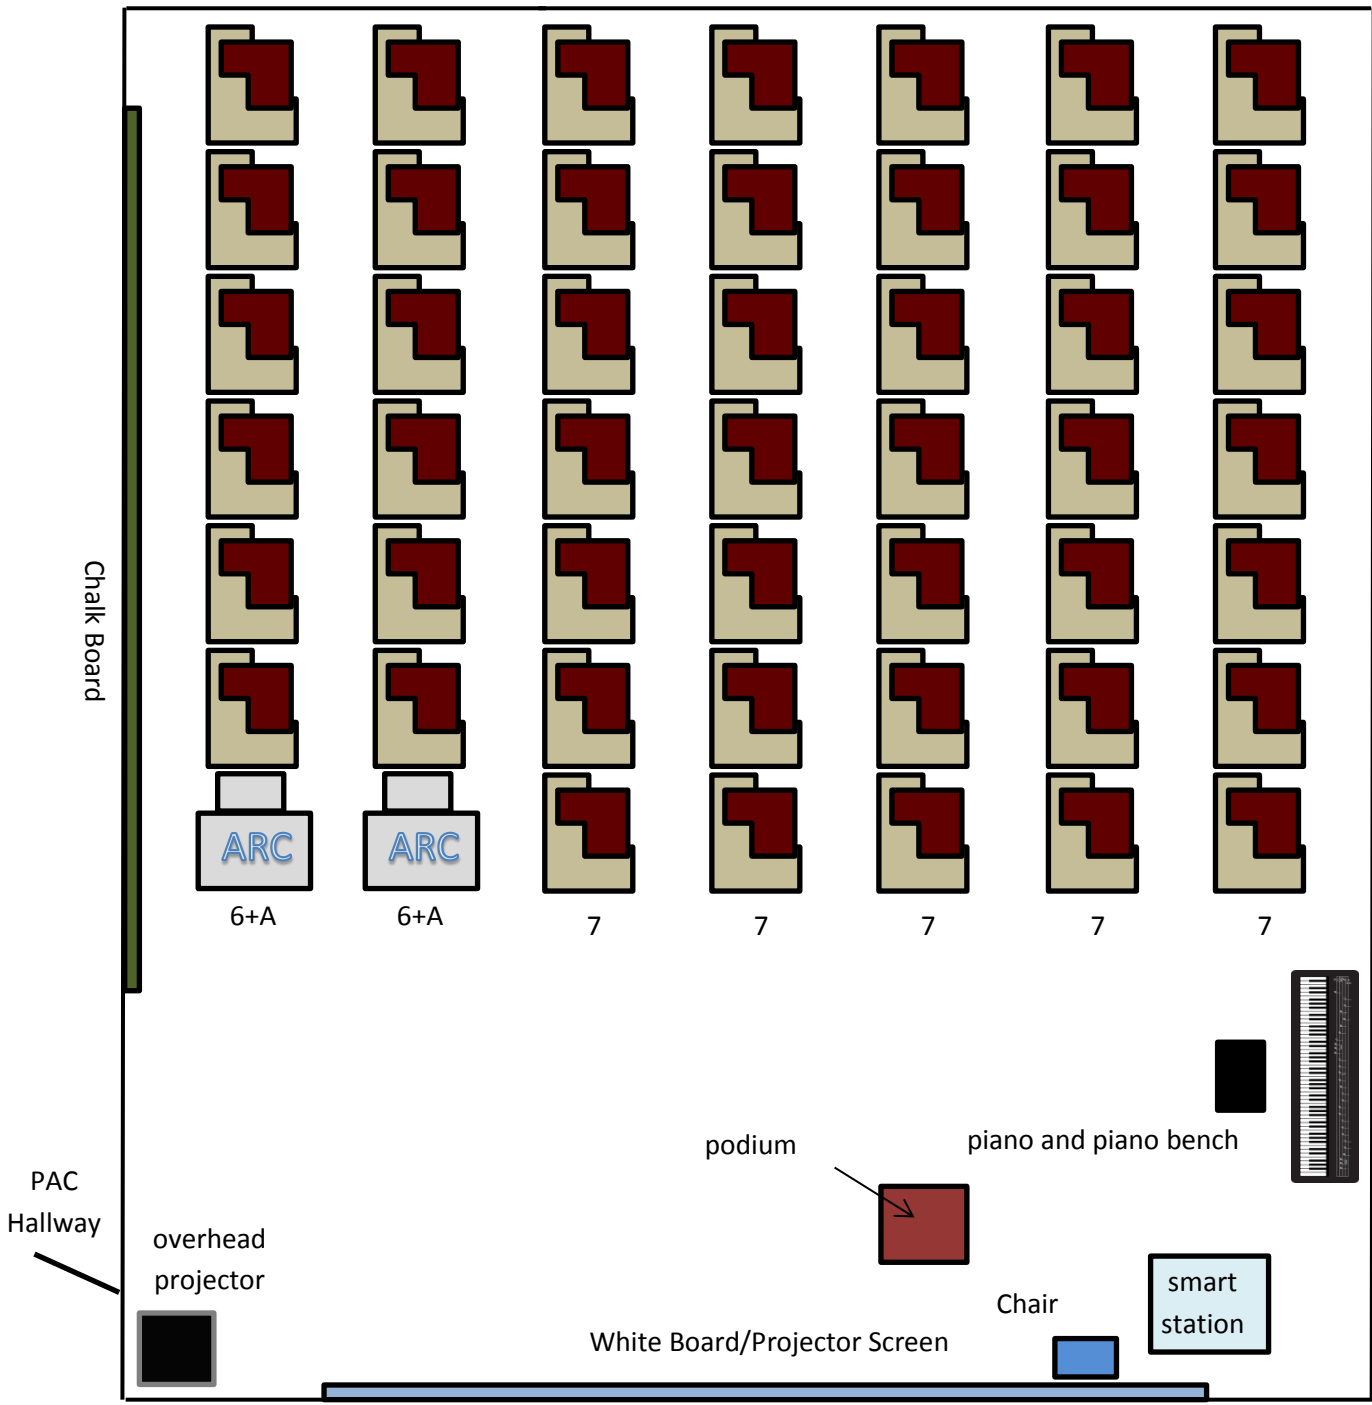 Chalk Board
ARC
ARC
6+A
6+A
7
7
7
7
7
podium
piano and piano bench
PAC
Hallway
overhead
projector
smart
station
Chair
White Board/Projector Screen